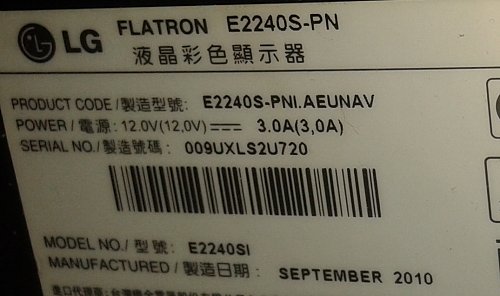 LG FLATRON E2240S-PN
液晶彩色顯示器
PRODUCT CODE /製造型號: E2240S-PNI.AEUNAV
POWER / 電源: 12.0V(12,0V) 3.0A(3,0A)
SERIAL NO./製造號碼: 009UXLS2U720
MODEL NO./ 型號: E2240SI
MANUFACTURED / 製造日期: SEPTEMBER 2010